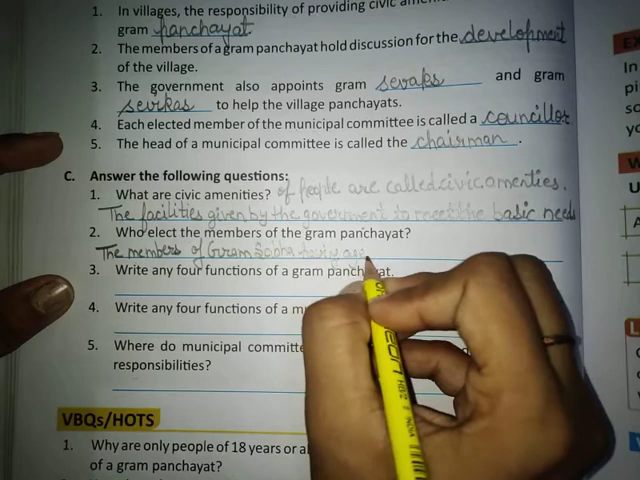 1. In villages, the responsibility of providing civic
gram panchayat.
2. The members of a gram panchayat hold discussion for the development
of the village.
3. The government also appoints gram sevaks and gram
sevikas to help the village panchayats.
4. Each elected member of the municipal committee is called a councillor
5. The head of a municipal committee is called the chairman.
C. Answer the following questions:
1. What are civic amenities? of people are called civic amenties.
The facilities given by the government to meet the basic needs
2. Who elect the members of the gram panchayat?
The members of Gram Sabha
3. Write any four functions of a gram panchayat.
4. Write any four functions of a
5. Where do municipal
responsibilities?
VBQs/HOTS
1. Why are only people of 18 years or
of a gram panchayat?